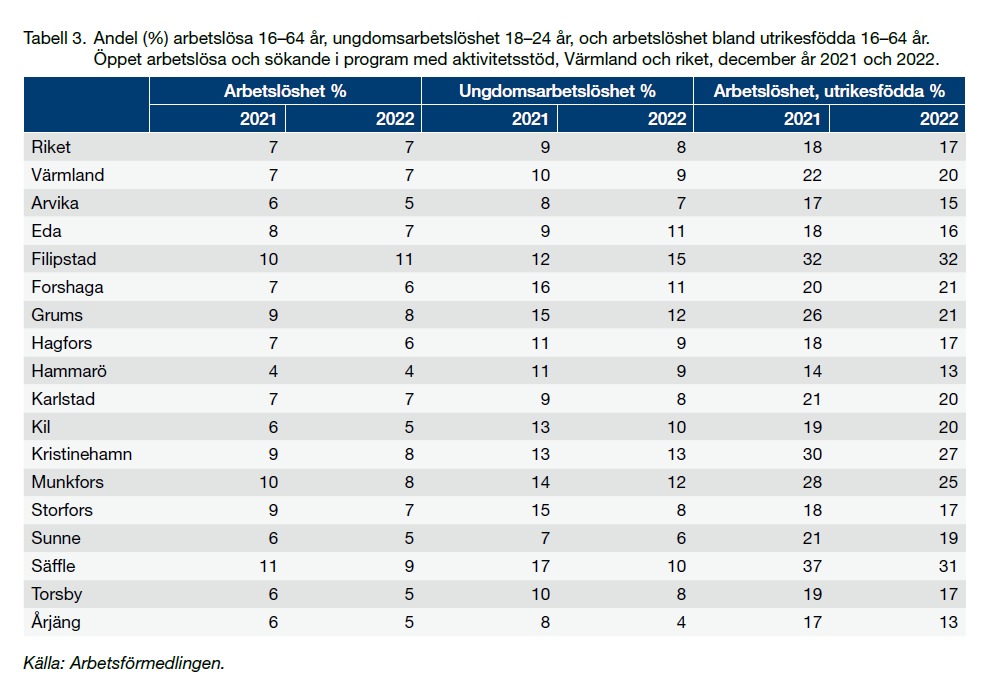 Tabell 3. Andel (%) arbetslösa 16–64 år, ungdomsarbetslöshet 18–24 år, och arbetslöshet bland utrikesfödda 16–64 år.
Öppet arbetslösa och sökande i program med aktivitetsstöd, Värmland och riket, december år 2021 och 2022.
Arbetslöshet % Ungdomsarbetslöshet % Arbetslöshet, utrikesfödda %
2021 2022 2021 2022 2021 2022
Riket 7 7 9 8 18 17
Värmland 7 7 10 9 22 20
Arvika 6 5 8 7 17 15
Eda 8 7 9 11 18 16
Filipstad 10 11 12 15 32 32
Forshaga 7 6 16 11 20 21
Grums 9 8 15 12 26 21
Hagfors 7 6 11 9 18 17
Hammarö 4 4 11 9 14 13
Karlstad 7 7 9 8 21 20
Kil 6 5 13 10 19 20
Kristinehamn 9 8 13 13 30 27
Munkfors 10 8 14 12 28 25
Storfors 9 7 15 8 18 17
Sunne 6 5 7 6 21 19
Säffle 11 9 17 10 37 31
Torsby 6 5 10 8 19 17
Årjäng 6 5 8 4 17 13
Källa: Arbetsförmedlingen.